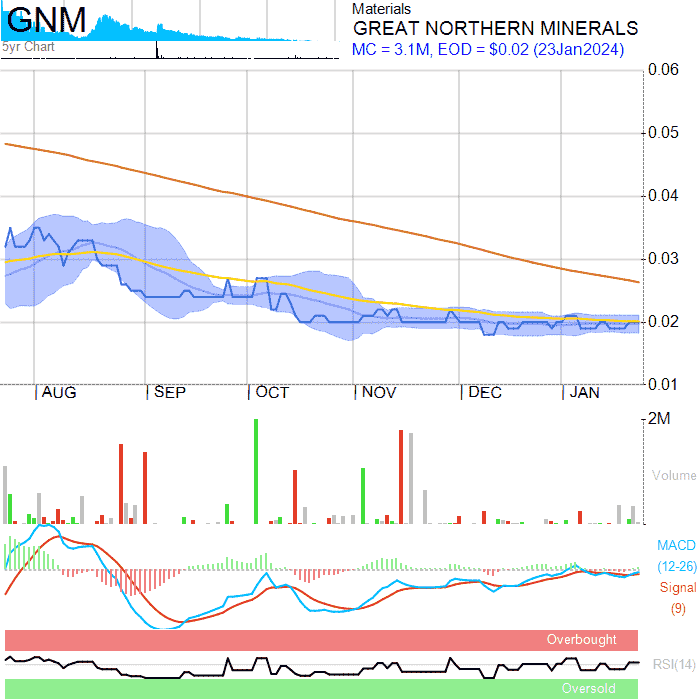 GNM
5yr Chart
Materials
GREAT NORTHERN MINERALS
MC = 3.1M, EOD = $0.02 (23Jan2024)
0.06
0.05
0.04
0.03
0.02
0.01
AUG SEP OCT NOV DEC JAN
2M
Volume
MACD
(12-26)
Signal
(9)
Overbought
RSI(14)
Oversold